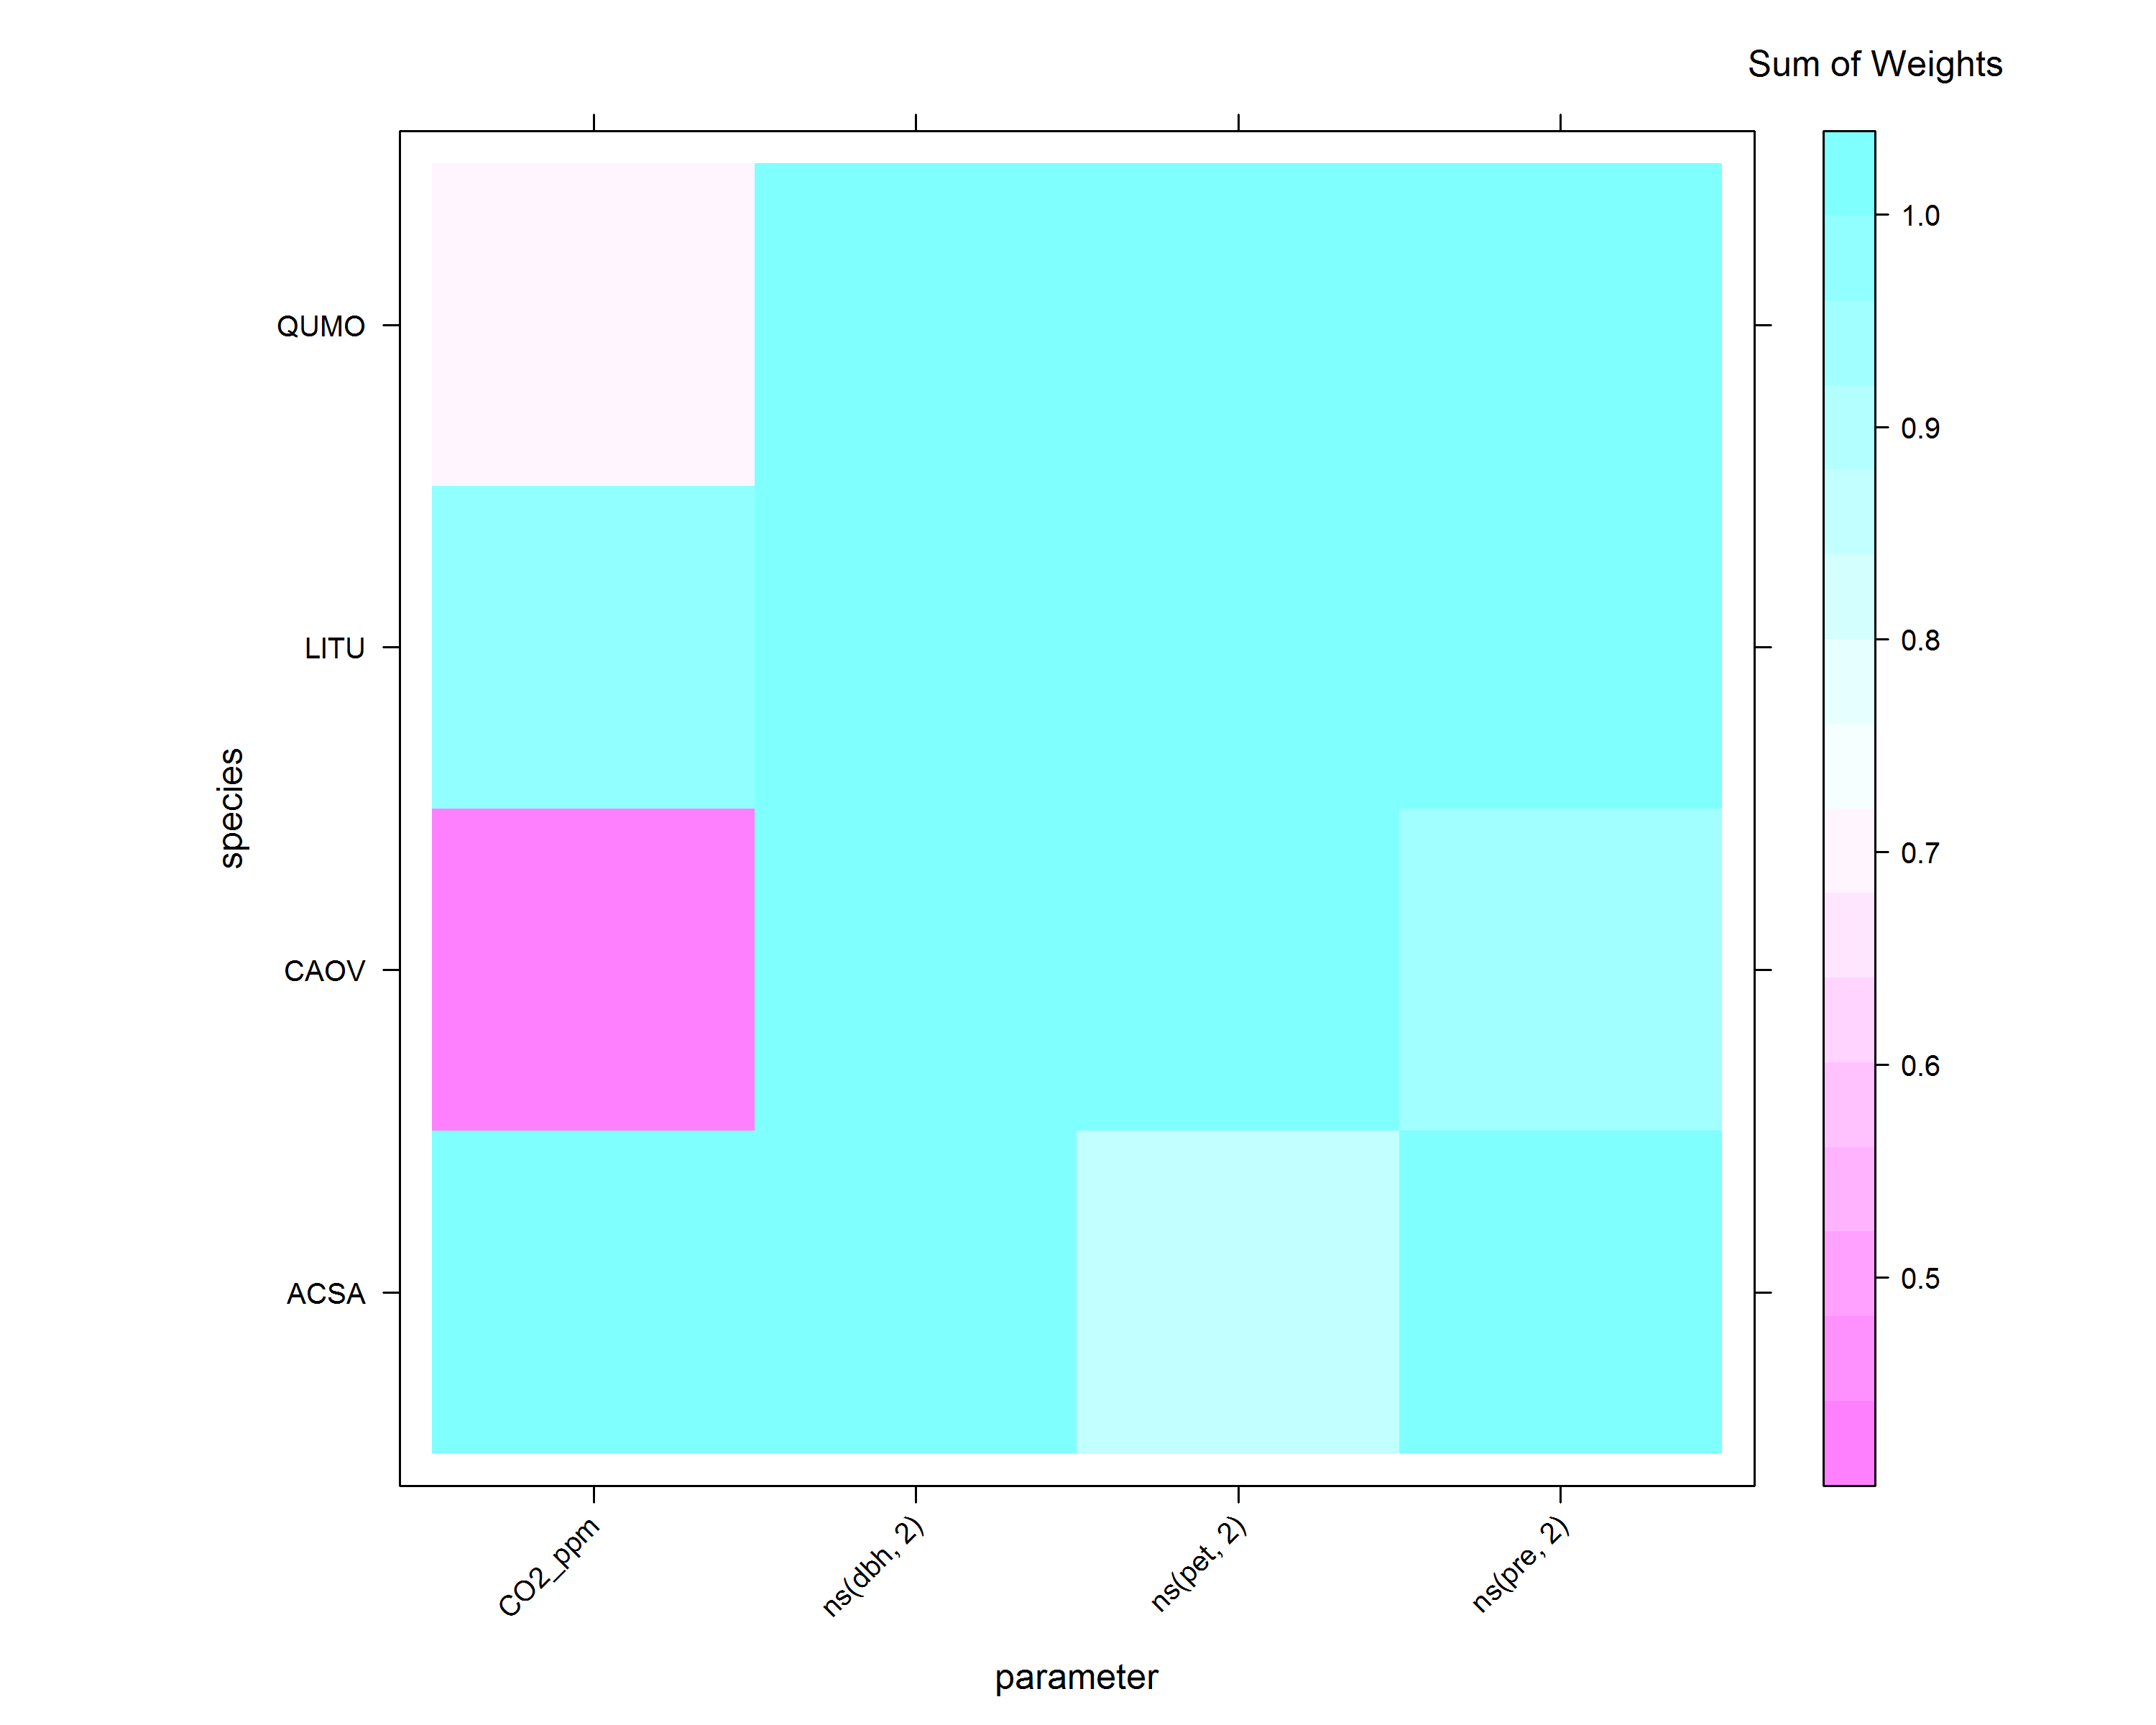 Sum of Weights
1.0
0.9
0.8
0.7
0.6
0.5
species
QUMO
LITU
CAOV
ACSA
CO2_ppm
ns(dbh, 2)
ns(pet, 2)
ns(pre, 2)
parameter